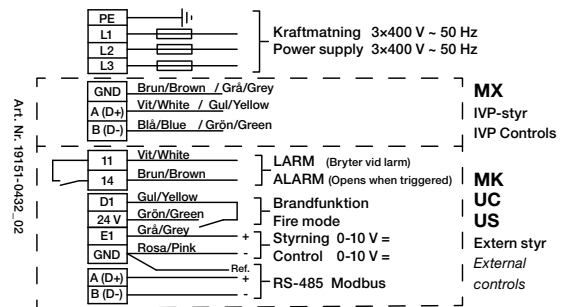 PE
L1 Kraftmatning 3×400 V ~ 50 Hz
L2 Power supply 3×400 V ~ 50 Hz
L3
GND Brun/Brown / Grå/Grey MX
A (D+) Vit/White / Gul/Yellow IVP-styr
B (D-) Blå/Blue / Grön/Green IVP Controls
Art. Nr. 19151-0432_02
11 Vit/White LARM (Bryter vid larm)
14 Brun/Brown ALARM (Opens when triggered)
MK
UC
US
D1 Gul/Yellow Brandfunktion
24 V Grön/Green Fire mode
E1 Grå/Grey + Styrning 0-10 V =
GND Rosa/Pink - Control 0-10 V =
Extern styr
External
controls
Ref.
A (D+) + RS-485 Modbus
B (D-) -